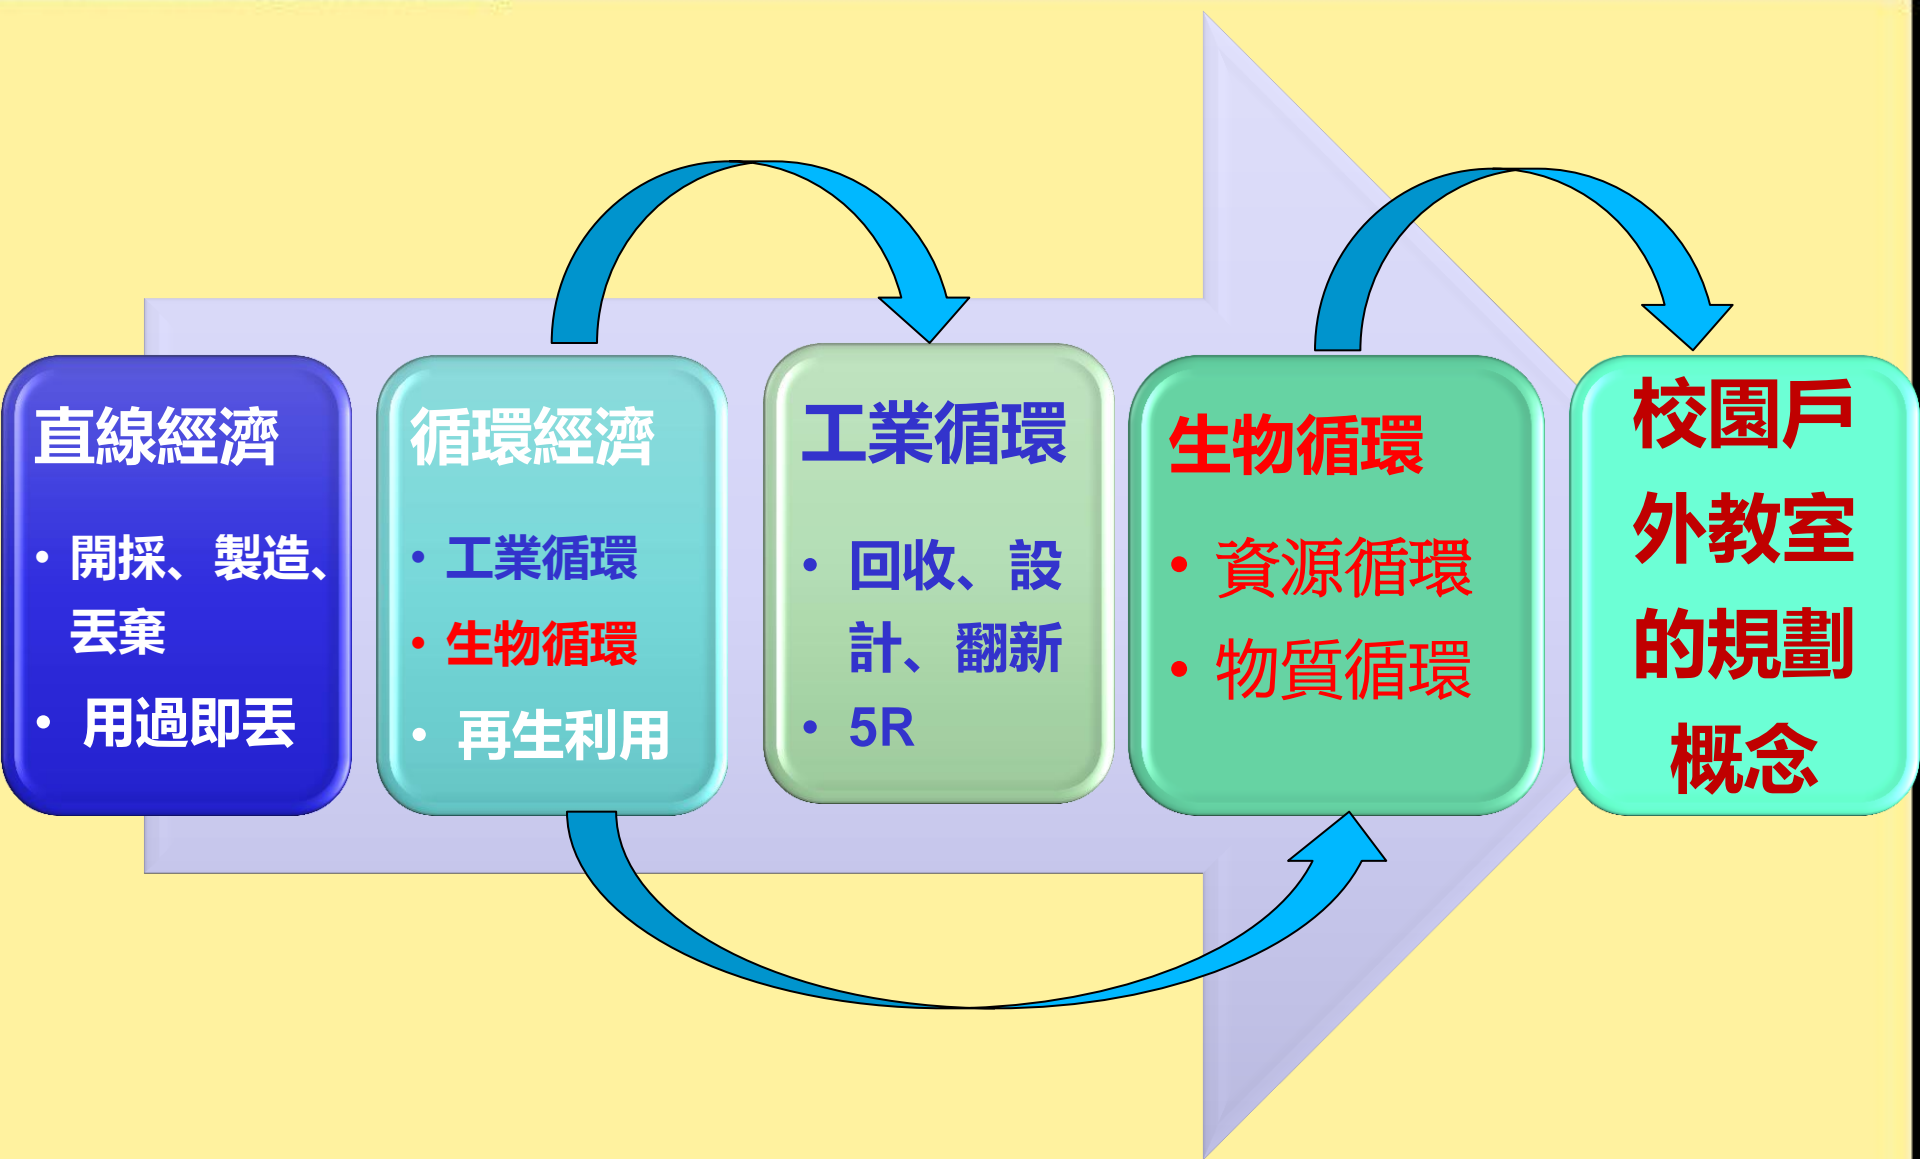 直線經濟
• 開採、製造、
丟棄
• 用過即丟
循環經濟
• 工業循環
• 生物循環
• 再生利用
工業循環
• 回收、設
計、翻新
• 5R
生物循環
• 資源循環
• 物質循環
校園戶
外教室
的規劃
概念